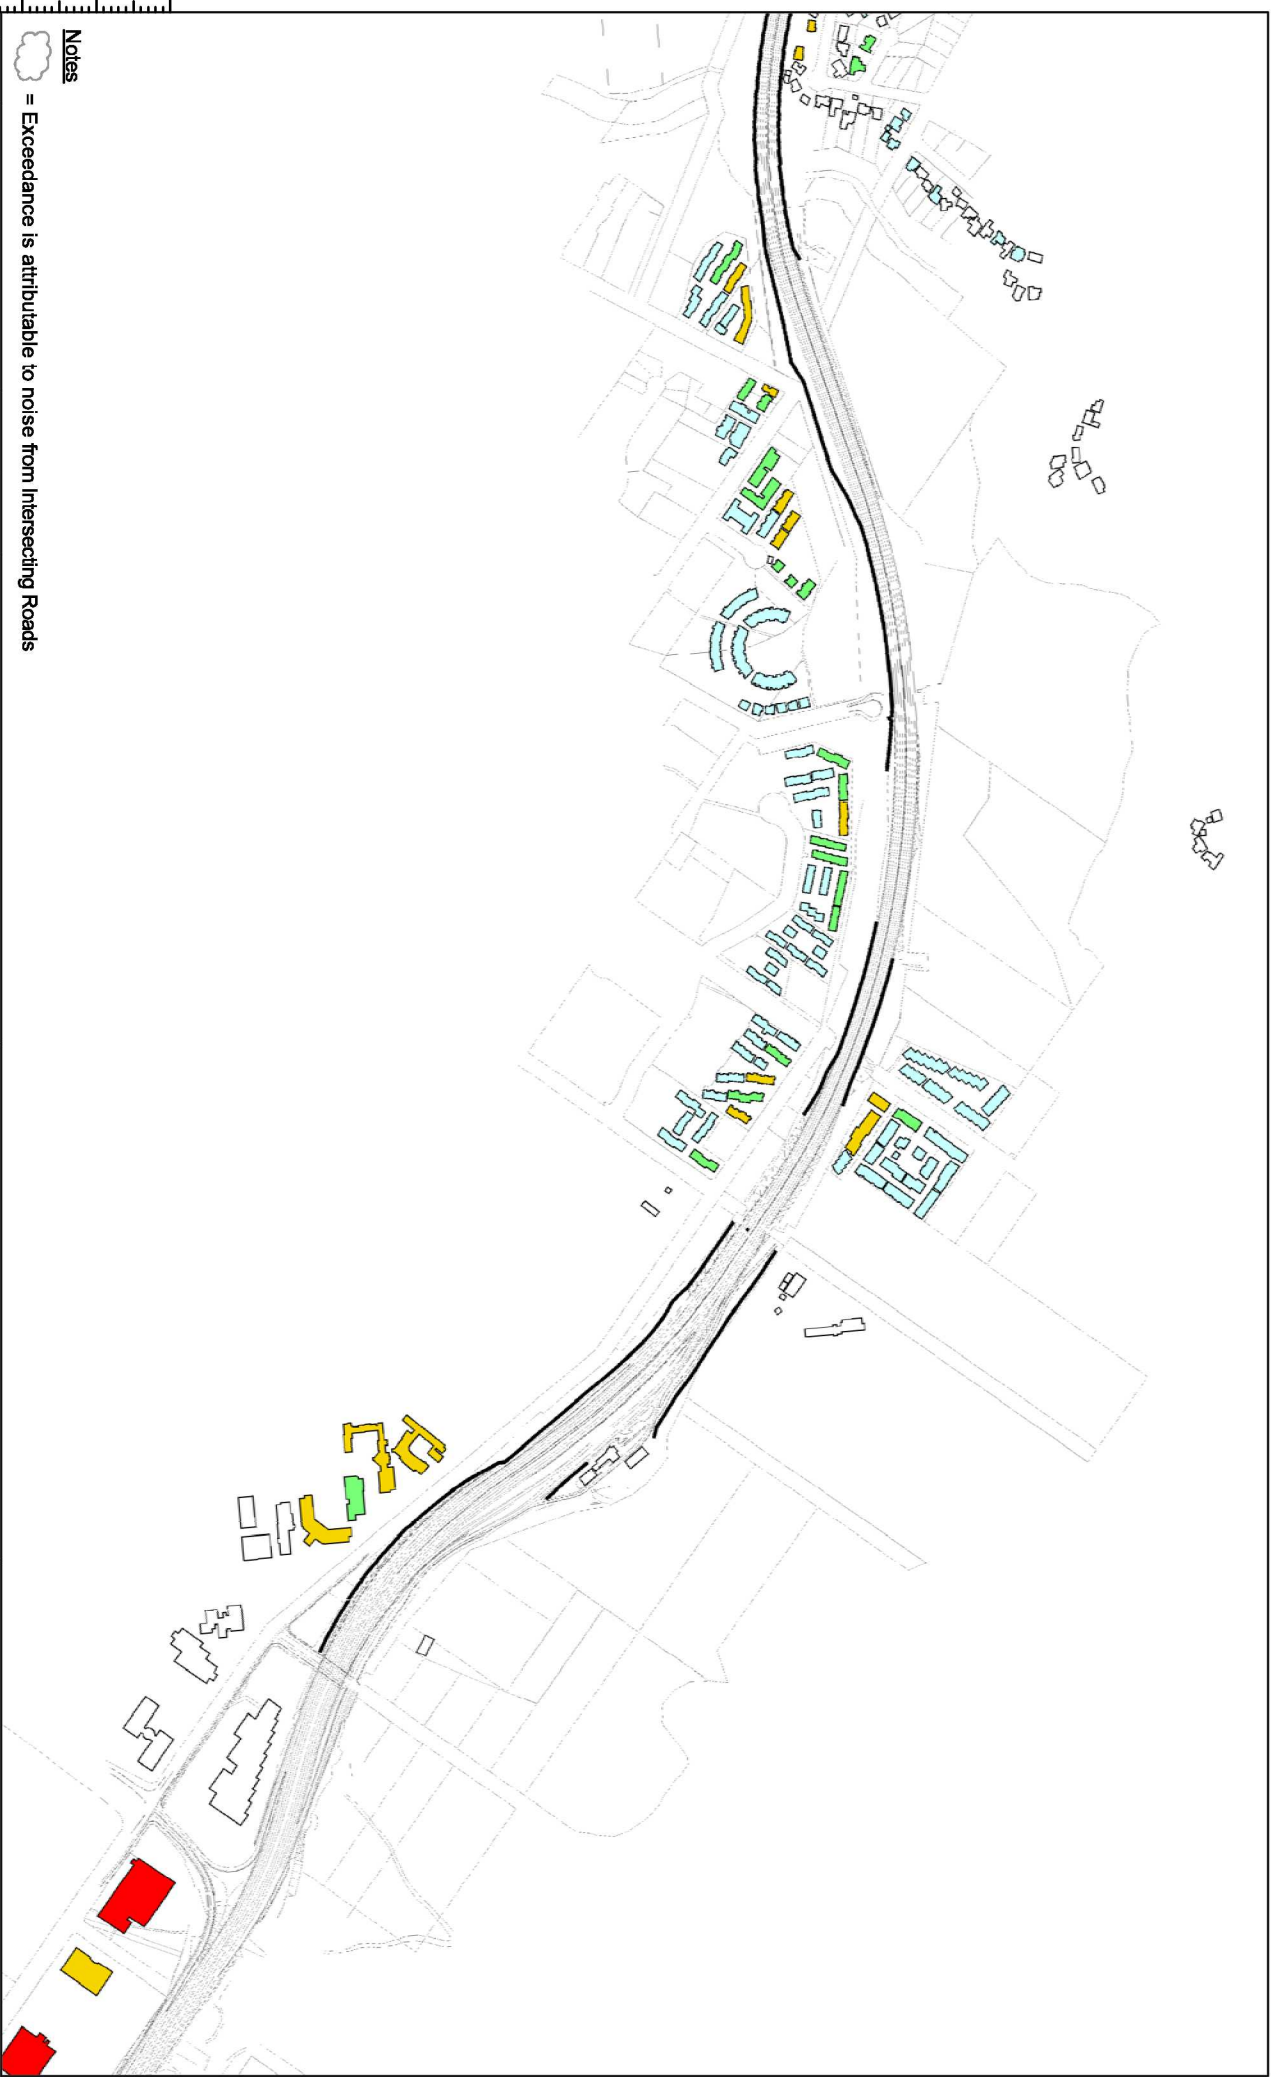 Notes
= Exceedance is attributable to noise from Intersecting Roads